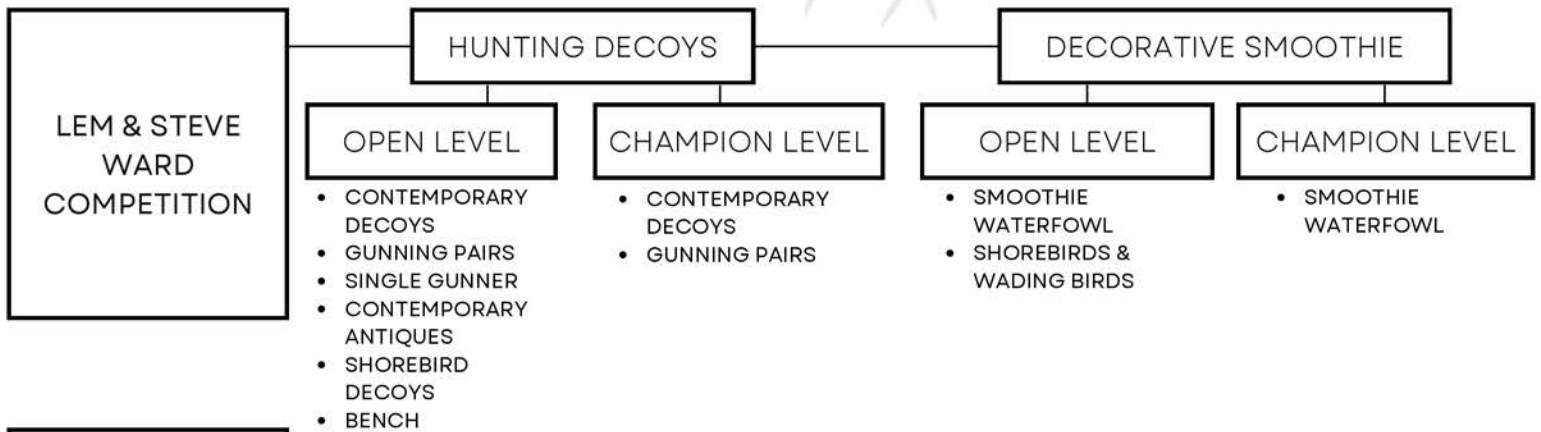 HUNTING DECOYS
DECORATIVE SMOOTHIE
LEM & STEVE
WARD
COMPETITION
OPEN LEVEL
• CONTEMPORARY
DECOYS
• GUNNING PAIRS
• SINGLE GUNNER
• CONTEMPORARY
ANTIQUES
• SHOREBIRD
DECOYS
• BENCH
CHAMPION LEVEL
• CONTEMPORARY
DECOYS
• GUNNING PAIRS
OPEN LEVEL
• SMOOTHIE
WATERFOWL
• SHOREBIRDS &
WADING BIRDS
CHAMPION LEVEL
• SMOOTHIE
WATERFOWL